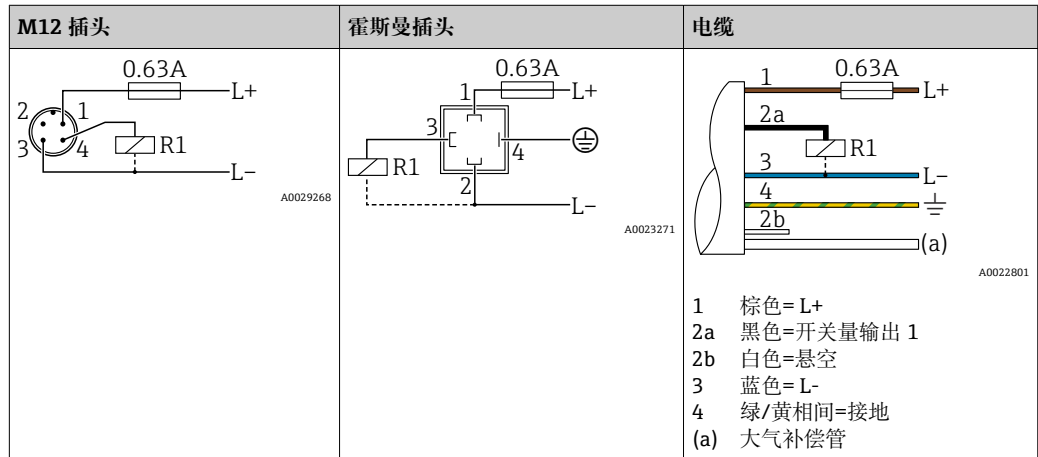 M12 插头
霍斯曼插头
电缆
0.63A
L+
2 1
3 4
R1
L–
A0029268
0.63A
1
L+
3
4
R1
2
L–
A0023271
1
0.63A
L+
2a
R1
3
L–
4
2b
(a)
A0022801
1 棕色= L+
2a 黑色=开关量输出 1
2b 白色=悬空
3 蓝色= L-
4 绿/黄相间=接地
(a) 大气补偿管